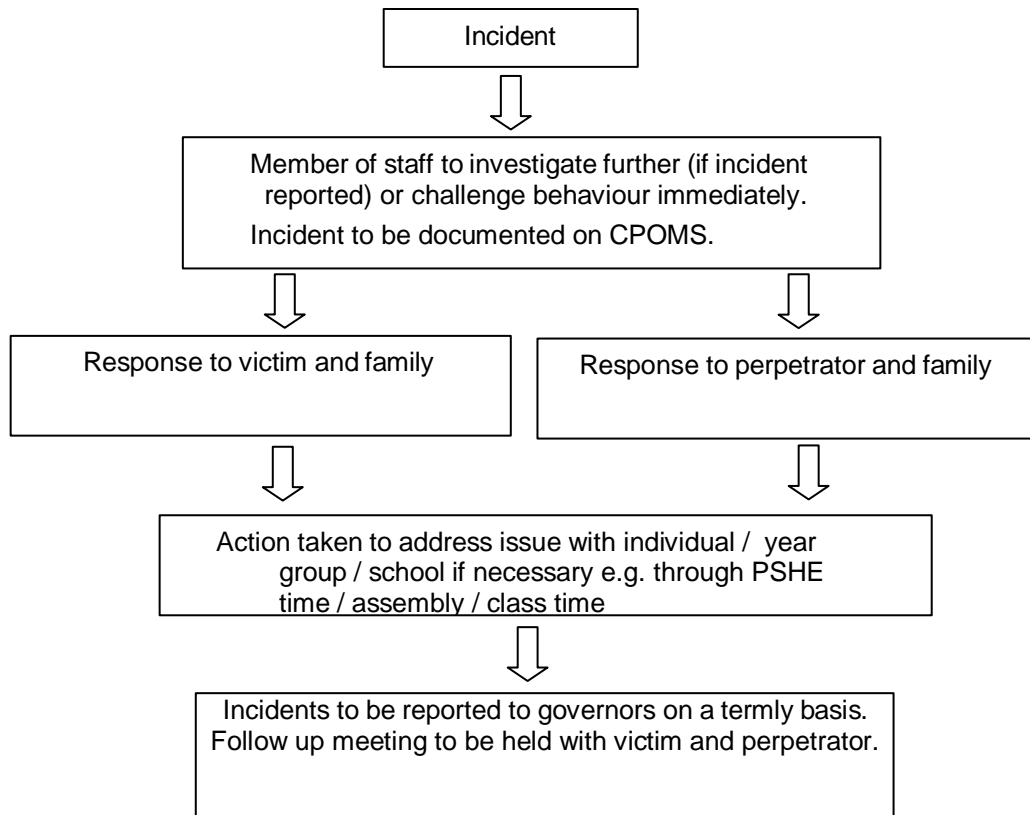 Incident
Member of staff to investigate further (if incident
reported) or challenge behaviour immediately.
Incident to be documented on CPOMS.
Response to victim and family
Response to perpetrator and family
Action taken to address issue with individual / year
group / school if necessary e.g. through PSHE
time / assembly / class time
Incidents to be reported to governors on a termly basis.
Follow up meeting to be held with victim and perpetrator.